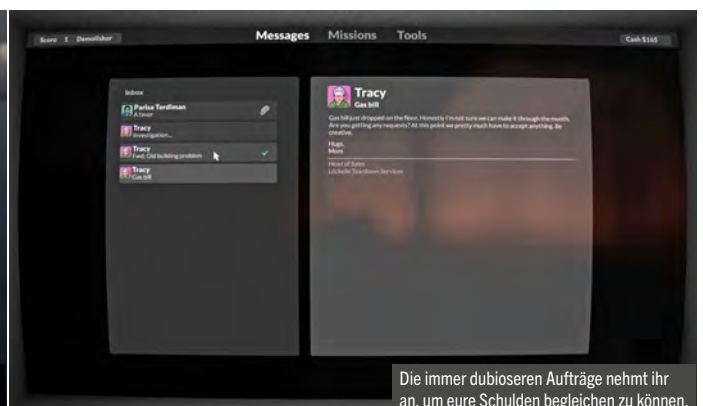 Score 1 Demolisher
Messages Missions Tools
Cash $165
Inbox
Parisa Terdiman
A favor
Tracy
Investigation...
Tracy
Fwd: Old building problem
Tracy
Gas bill
Tracy
Gas bill
Gas bill just dropped on the floor. Honestly I'm not sure we can make it through the month.
Are you getting any requests? At this point we pretty much have to accept anything. Be
creative.
Hugs,
Mom
Head of Sales
Löckelle Teardown Services
Die immer dubioseren Aufträge nehmt ihr
an, um eure Schulden begleichen zu können.